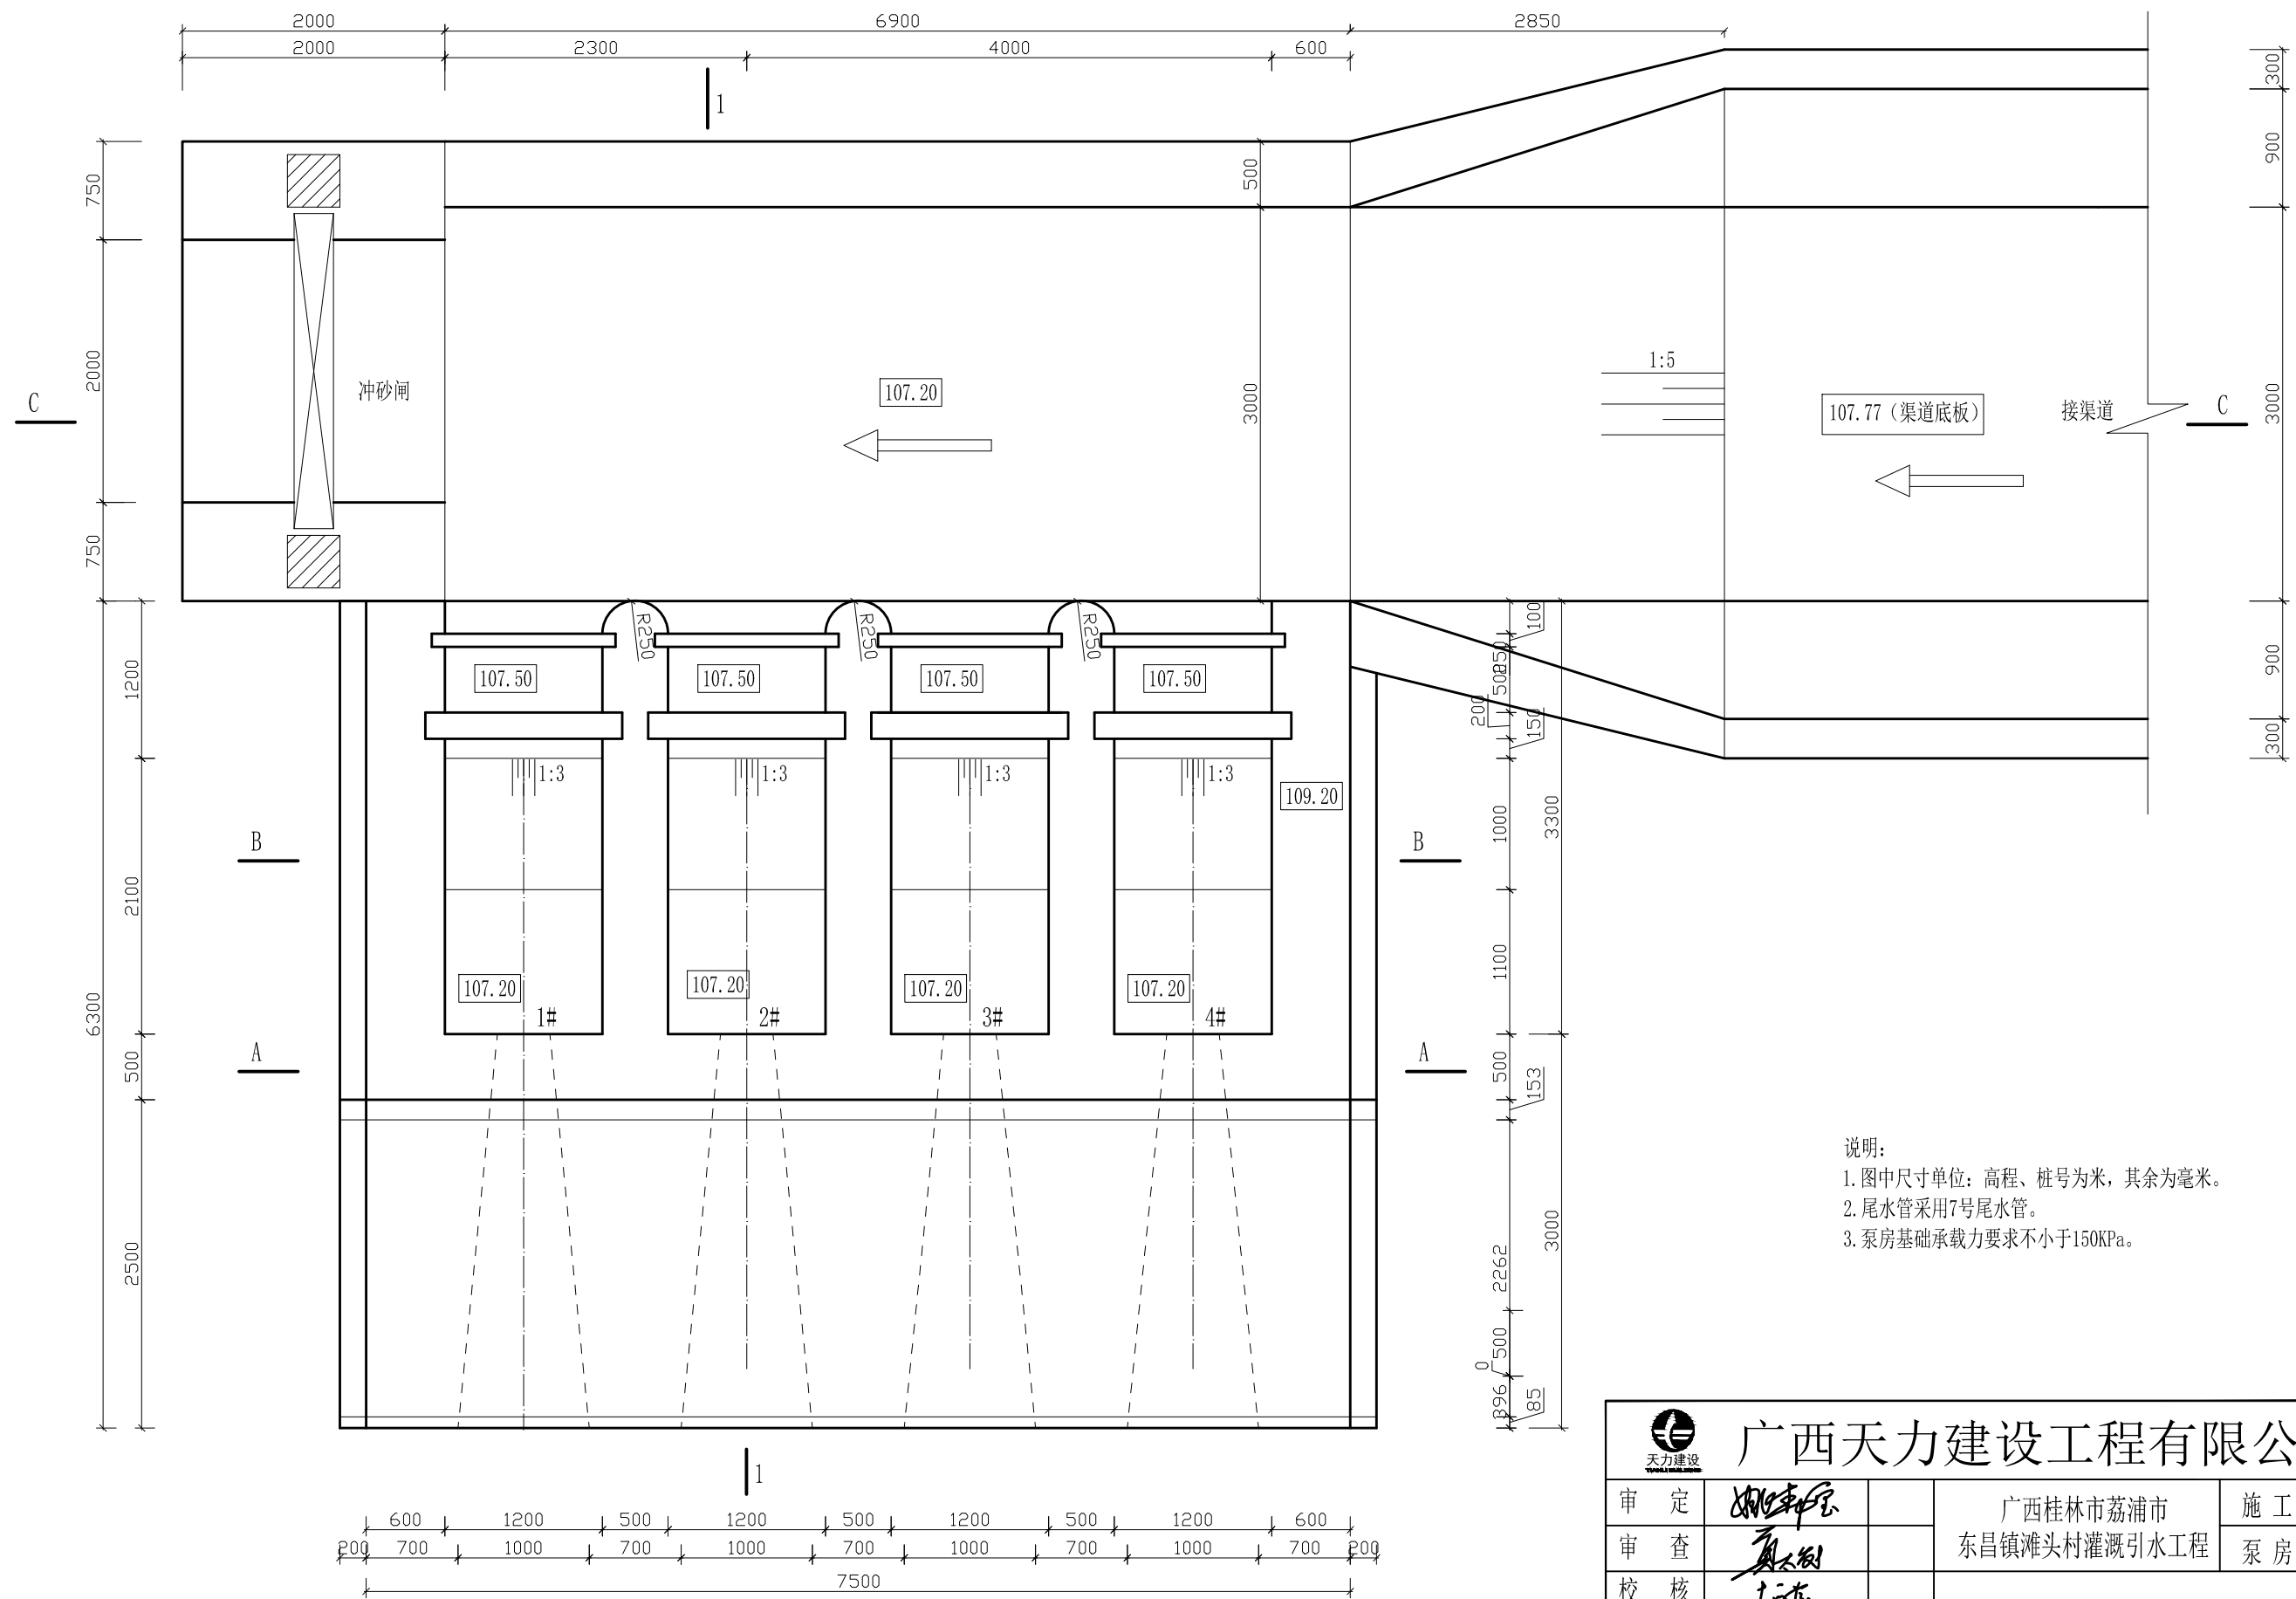 2000
6900
2850
2000
2300
4000
600
1
300
900
3000
900
300
750
2000
750
500
3000
C
冲砂闸
107.20
1:5
107.77（渠道底板）
接渠道
C
R250
R250
R250
107.50
107.50
107.50
107.50
1:3
1:3
1:3
1:3
109.20
B
B
107.20
107.20
107.20
107.20
1#
2#
3#
4#
A
A
1200
2100
500
2500
6300
100
250
500
200
150
1000
1100
500
153
2262
500
0
396
85
3300
3000
说明:
1.图中尺寸单位: 高程、桩号为米, 其余为毫米。
2.尾水管采用7号尾水管。
3.泵房基础承载力要求不小于150KPa。
1
600 1200 500 1200 500 1200 500 1200 600
200 700 1000 700 1000 700 1000 700 1000 700 200
7500
天力建设
广西天力建设工程有限公
审 定
广西桂林市荔浦市
施 工
审 查
东昌镇滩头村灌溉引水工程
泵 房
校 核